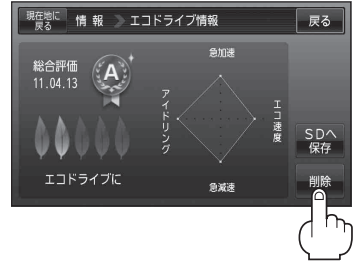 現在地に
戻る
情報
エコドライブ情報
戻る
総合評価
11.04.13
A
急加速
アイドリング
エコ速度
急減速
エコドライブに
SDへ
保存
削除